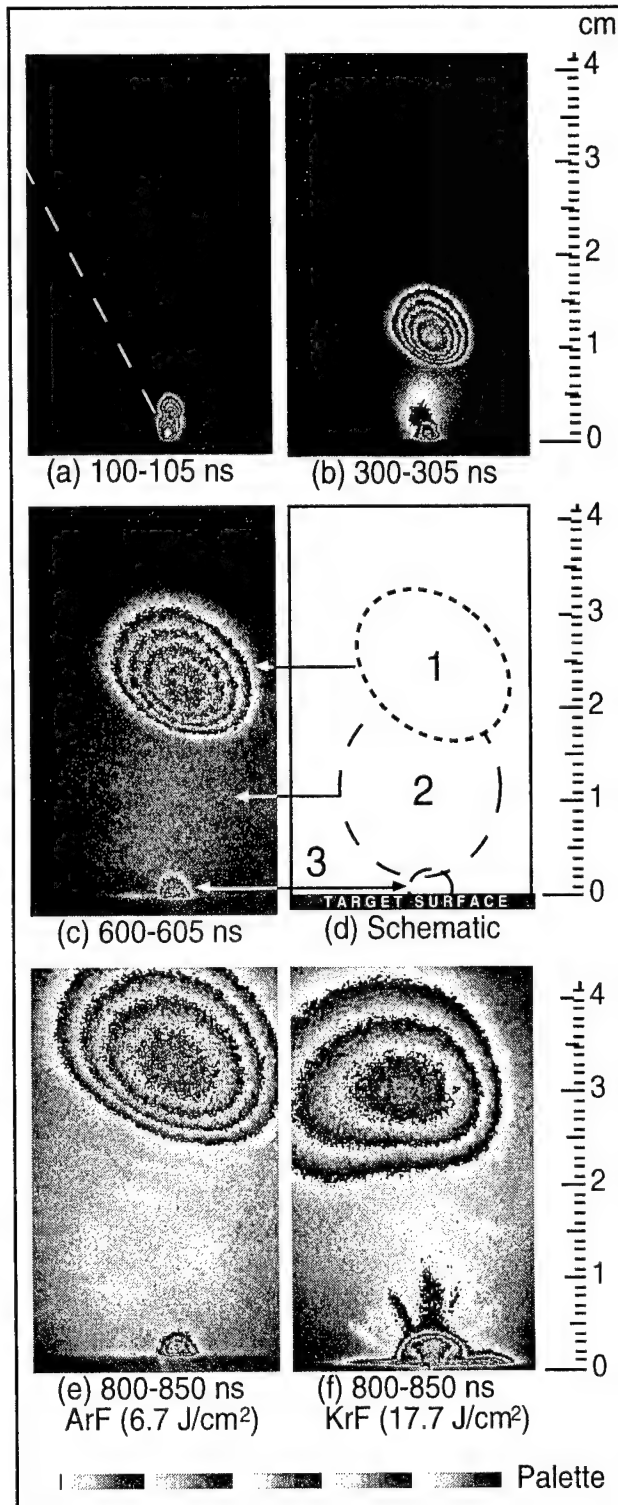 cm
4
3
2
1
0
(a) 100-105 ns
(b) 300-305 ns
4
3
2
1
0
1
2
3
TARGET SURFACE
(c) 600-605 ns
(d) Schematic
4
3
2
1
0
(e) 800-850 ns
ArF (6.7 J/cm²)
(f) 800-850 ns
KrF (17.7 J/cm²)
Palette